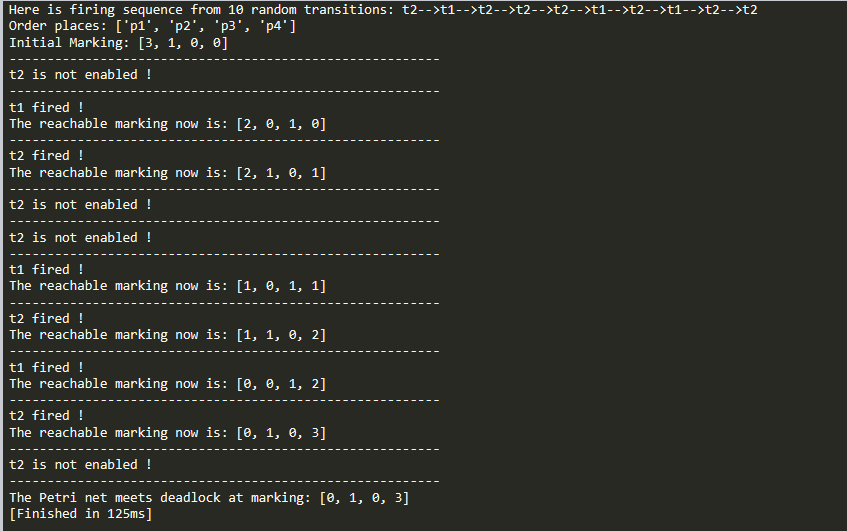 Here is firing sequence from 10 random transitions: t2-->t1-->t2-->t2-->t2-->t1-->t2-->t1-->t2-->t2
Order places: ['p1', 'p2', 'p3', 'p4']
Initial Marking: [3, 1, 0, 0]
---------------------------------------------------------
t2 is not enabled !
---------------------------------------------------------
t1 fired !
The reachable marking now is: [2, 0, 1, 0]
---------------------------------------------------------
t2 fired !
The reachable marking now is: [2, 1, 0, 1]
---------------------------------------------------------
t2 is not enabled !
---------------------------------------------------------
t2 is not enabled !
---------------------------------------------------------
t1 fired !
The reachable marking now is: [1, 0, 1, 1]
---------------------------------------------------------
t2 fired !
The reachable marking now is: [1, 1, 0, 2]
---------------------------------------------------------
t1 fired !
The reachable marking now is: [0, 0, 1, 2]
---------------------------------------------------------
t2 fired !
The reachable marking now is: [0, 1, 0, 3]
---------------------------------------------------------
t2 is not enabled !
---------------------------------------------------------
The Petri net meets deadlock at marking: [0, 1, 0, 3]
[Finished in 125ms]